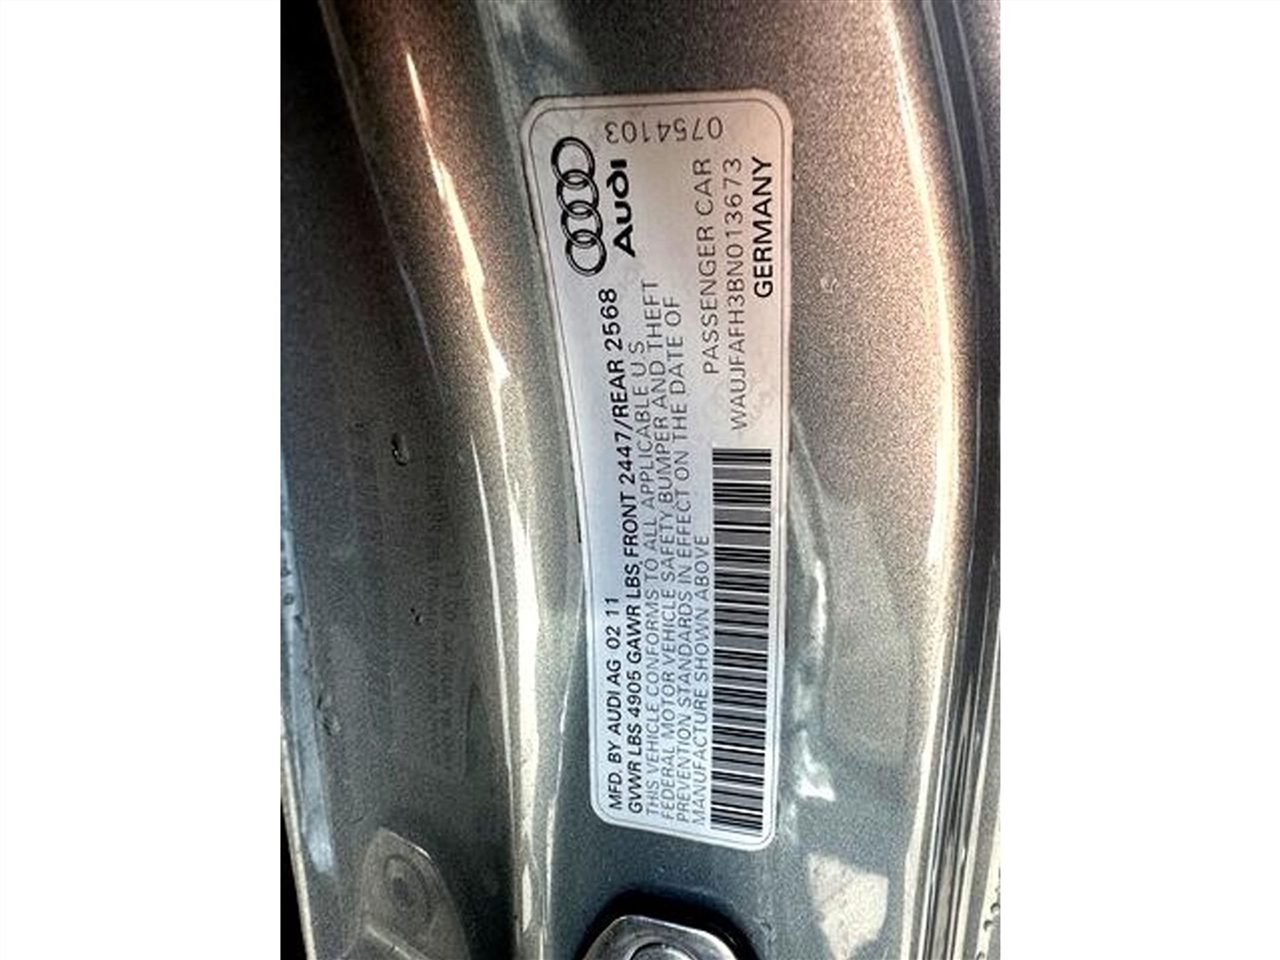 MFD. BY AUDI AG 02 11
GVWR LBS 4905 GAWR LBS FRONT 2447/REAR 2568
THIS VEHICLE CONFORMS TO ALL APPLICABLE U S
FEDERAL MOTOR VEHICLE SAFETY BUMPER AND THEFT
PREVENTION STANDARDS IN EFFECT ON THE DATE OF
MANUFACTURE SHOWN ABOVE
Audi
PASSENGER CAR
WAUJFAFH3BN013673
GERMANY
0754103